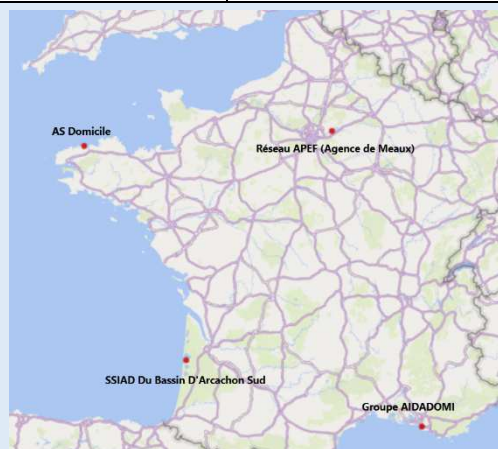 AS Domicile
Réseau APEF (Agence de Meaux)
SSIAD Du Bassin D'Arcachon Sud
Groupe AIDADOMI